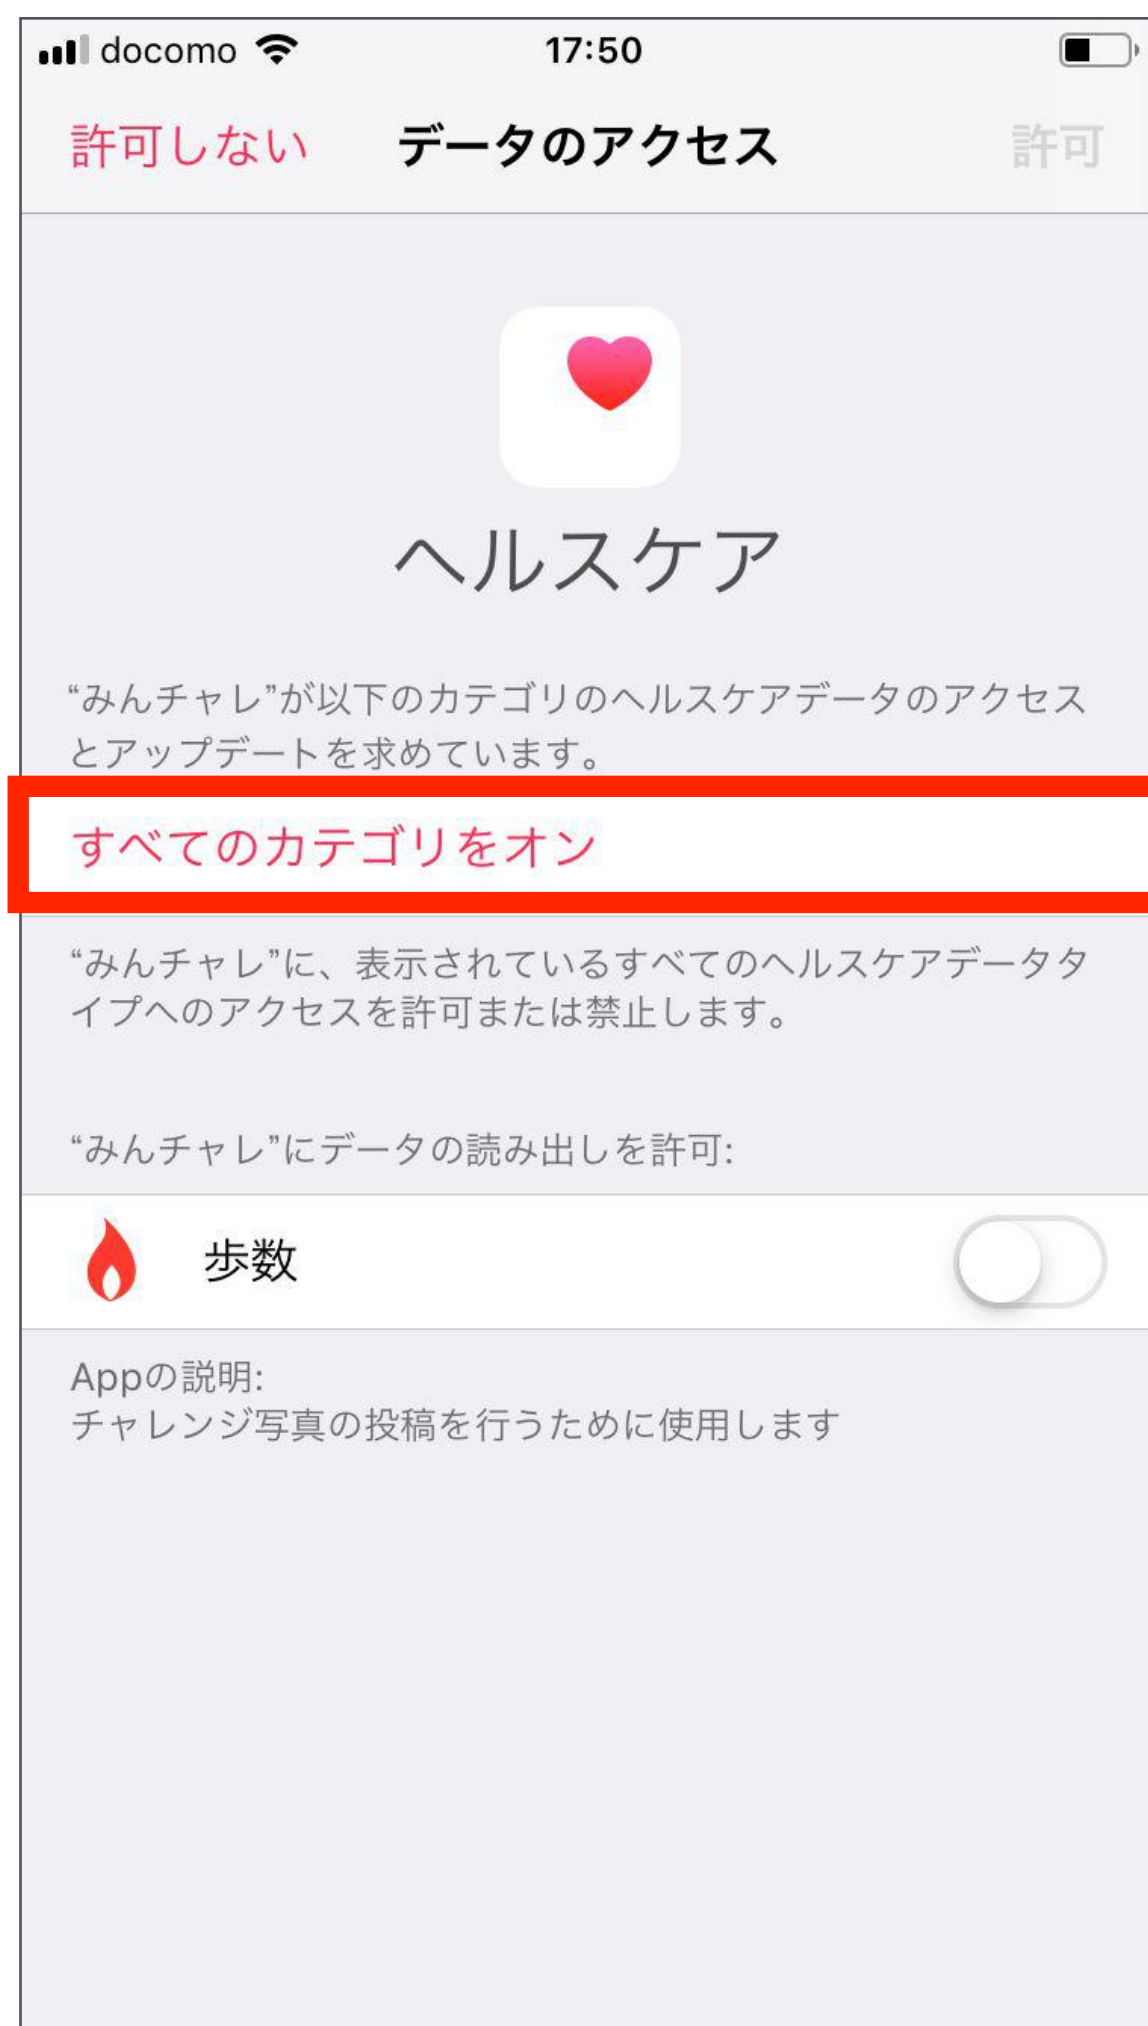 docomo 17:50
許可しない データのアクセス 許可
ヘルスケア
“みんチャレ”が以下のカテゴリのヘルスケアデータのアクセス
とアップデートを求めています。
すべてのカテゴリをオン
“みんチャレ”に、表示されているすべてのヘルスケアデータタ
イプへのアクセスを許可または禁止します。
“みんチャレ”にデータの読み出しを許可:
歩数
Appの説明:
チャレンジ写真の投稿を行うために使用します